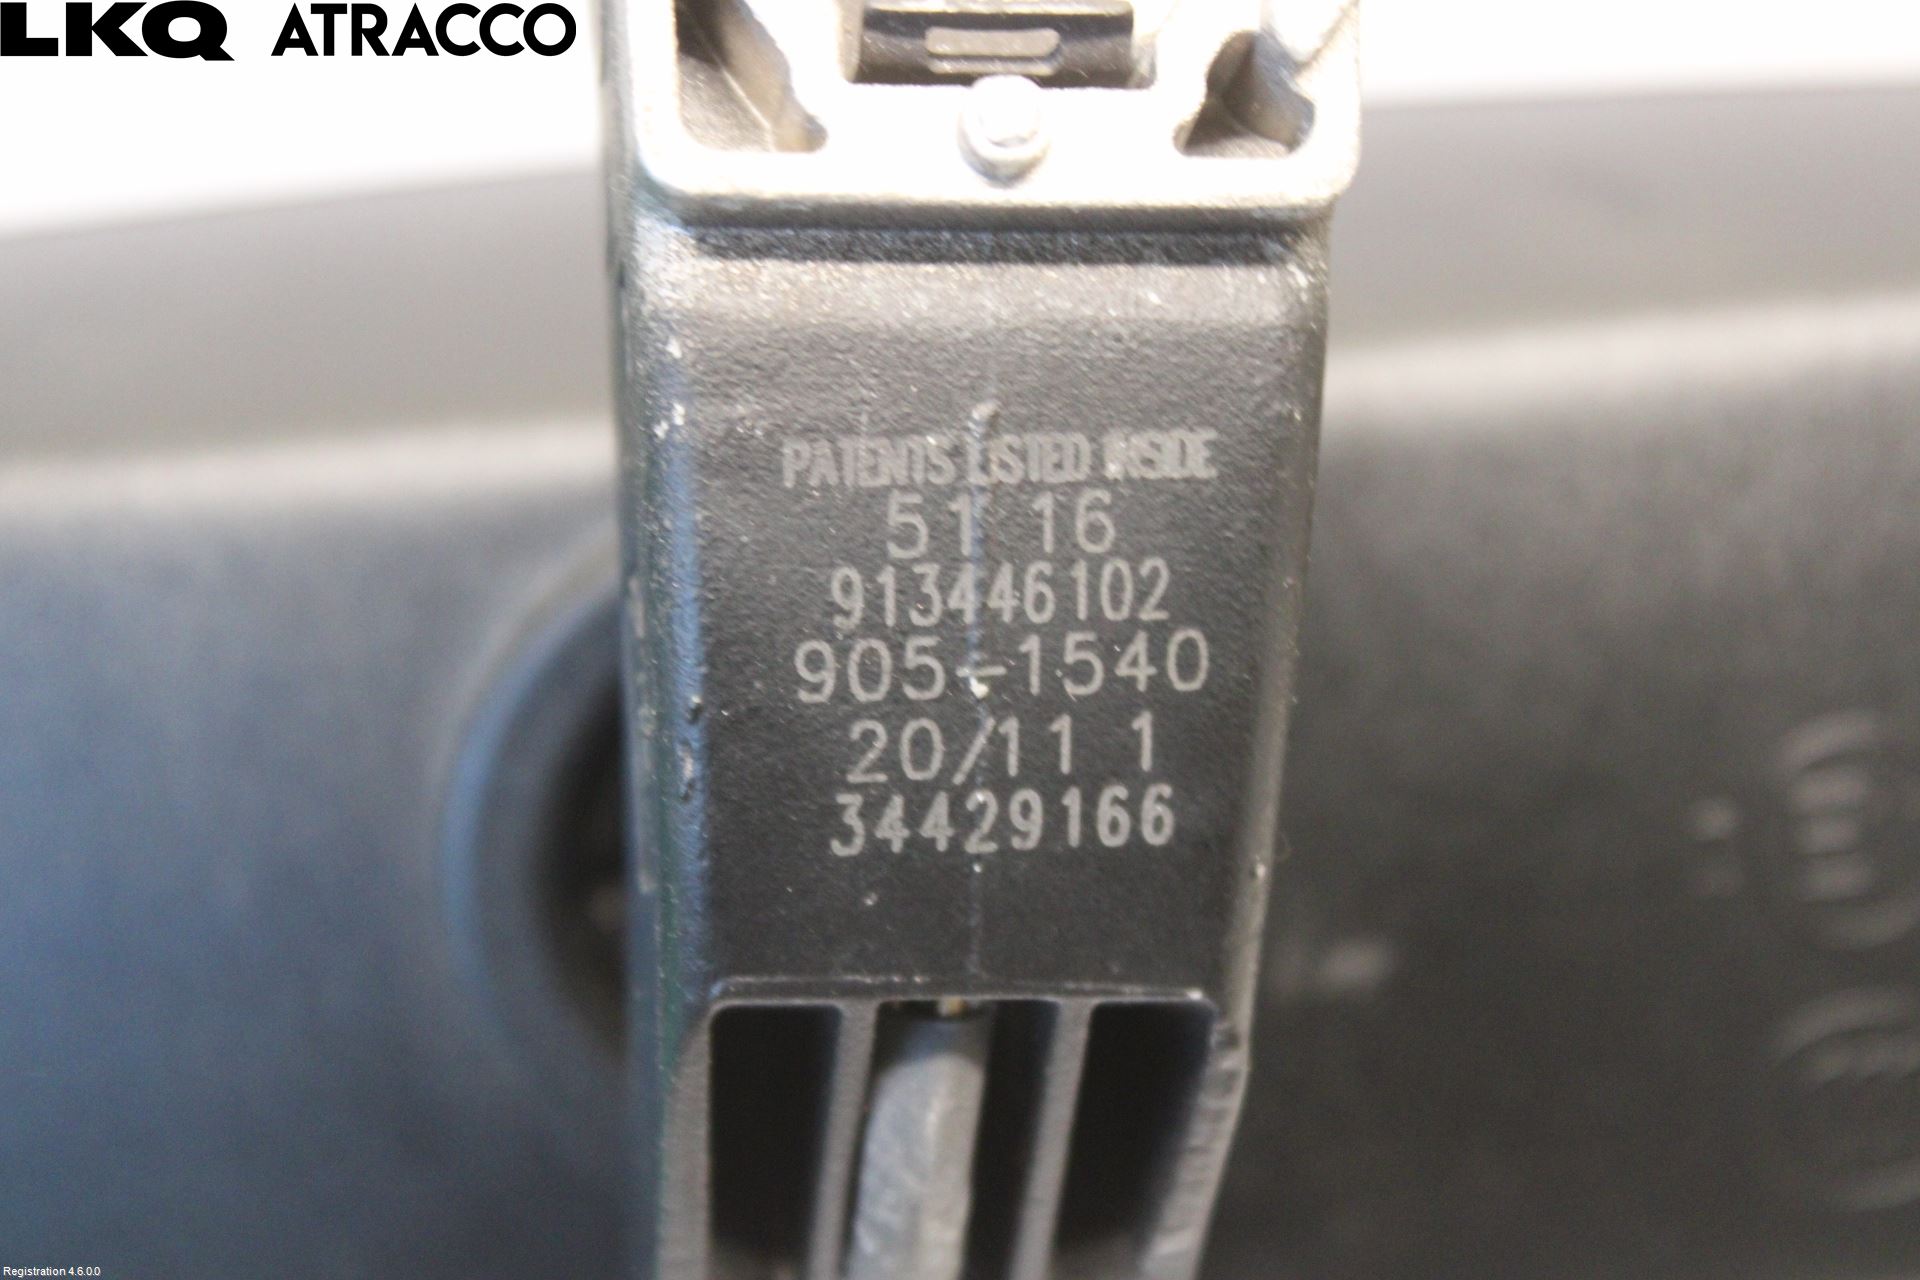 LKQ ATRACCO
PATENTS LISTED INSIDE
51 16
913446102
905-1540
20/11 1
34429166
Registration 4.6.0.0